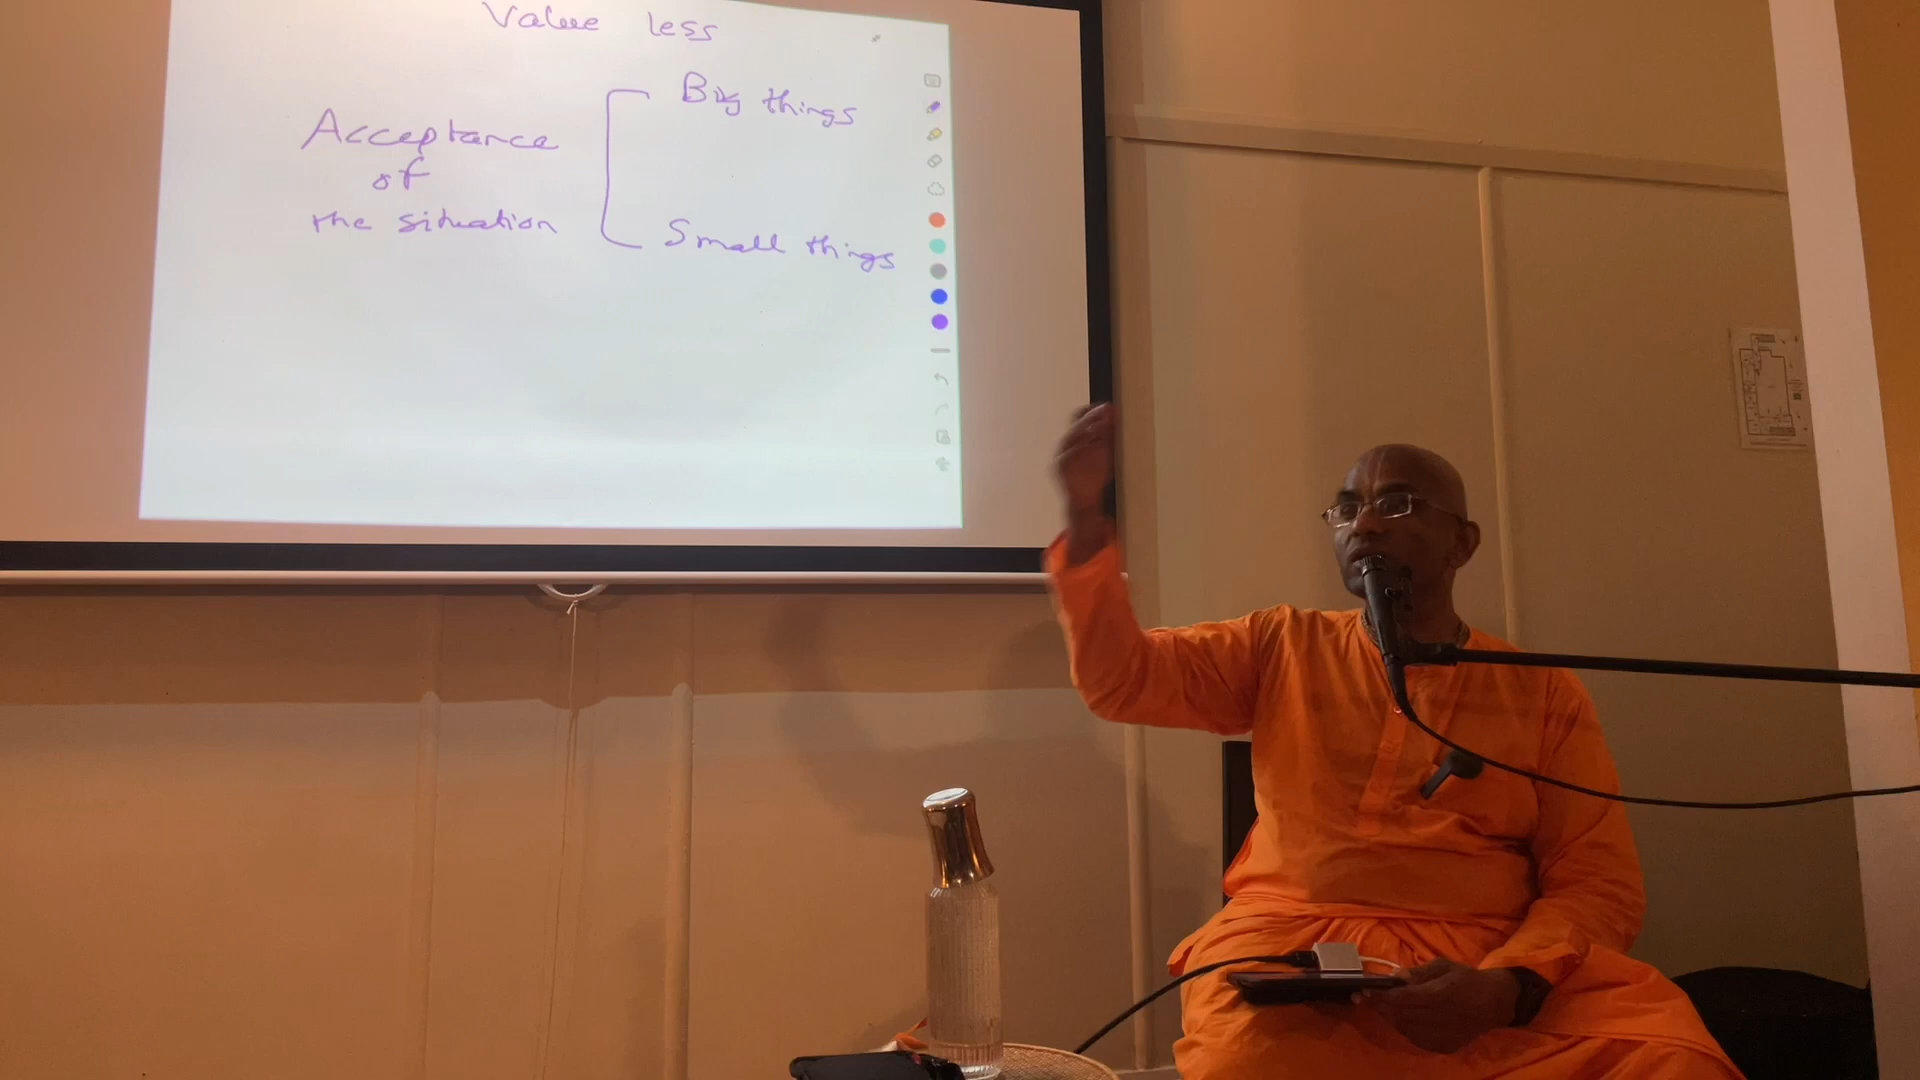 Value less
Big things
Acceptance
of
the situation
Small things